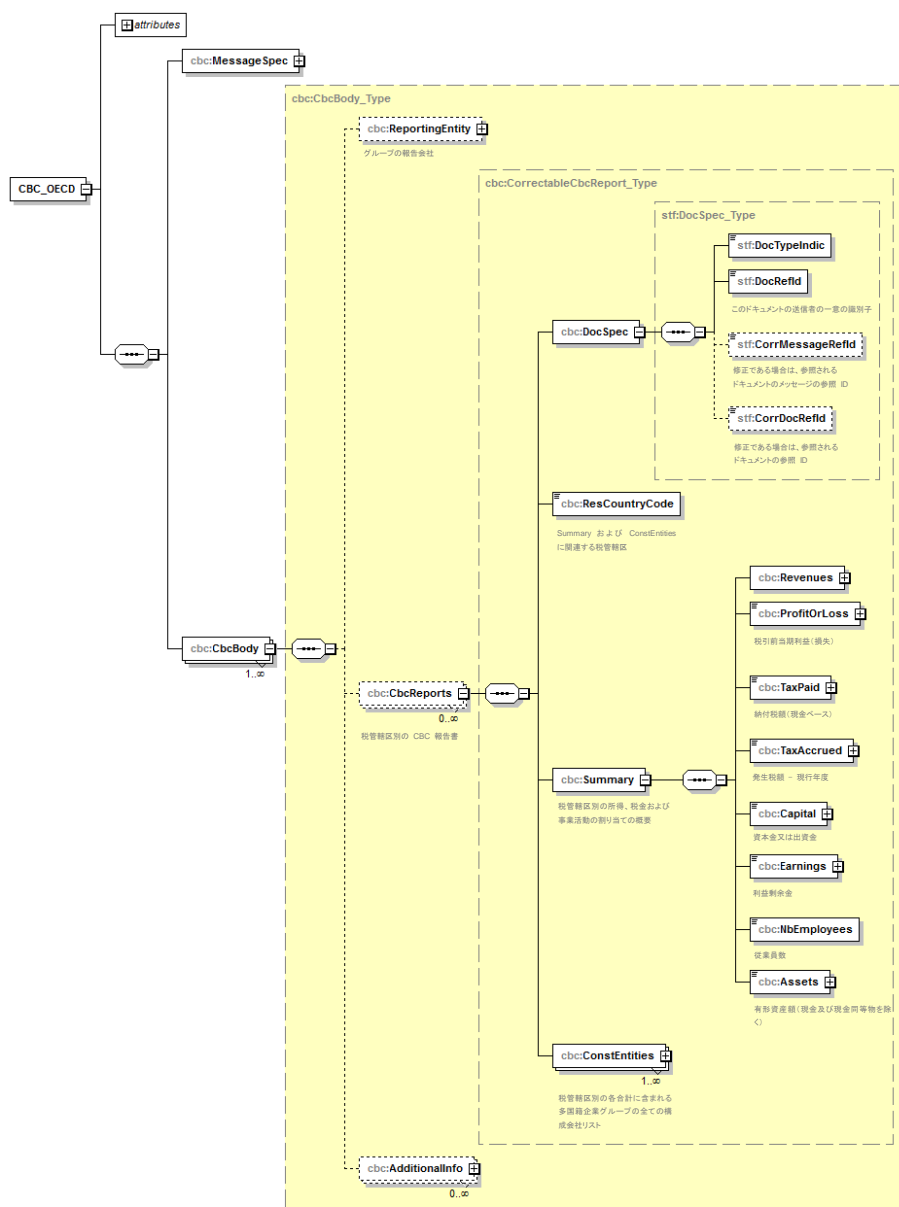 attributes
cbc:MessageSpec
cbc:CbcBody_Type
cbc:ReportingEntity
グループの報告会社
CBC_OECD
cbc:CorrectableCbcReport_Type
stf:DocSpec_Type
stf:DocTypeIndic
stf:DocRefId
このドキュメントの送信者の一意の識別子
cbc:DocSpec
stf:CorrMessageRefId
修正である場合は、参照される
ドキュメントのメッセージの参照 ID
stf:CorrDocRefId
修正である場合は、参照される
ドキュメントの参照 ID
cbc:ResCountryCode
Summary および ConstEntities
に関連する税管轄区
cbc:Revenues
cbc:ProfitOrLoss
税引前当期利益(損失)
cbc:CbcBody
1..∞
cbc:CbcReports
0..∞
税管轄区別の CBC 報告書
cbc:TaxPaid
納付税額(現金ベース)
cbc:TaxAccrued
発生税額 - 現行年度
cbc:Summary
税管轄区別の所得、税金および
事業活動の割り当ての概要
cbc:Capital
資本金又は出資金
cbc:Earnings
利益剰余金
cbc:NbEmployees
従業員数
cbc:Assets
有形資産額(現金及び現金同等物を除
く)
cbc:ConstEntities
1..∞
税管轄区別の各合計に含まれる
多国籍企業グループの全ての構
成会社リスト
cbc:AdditionalInfo
0..∞